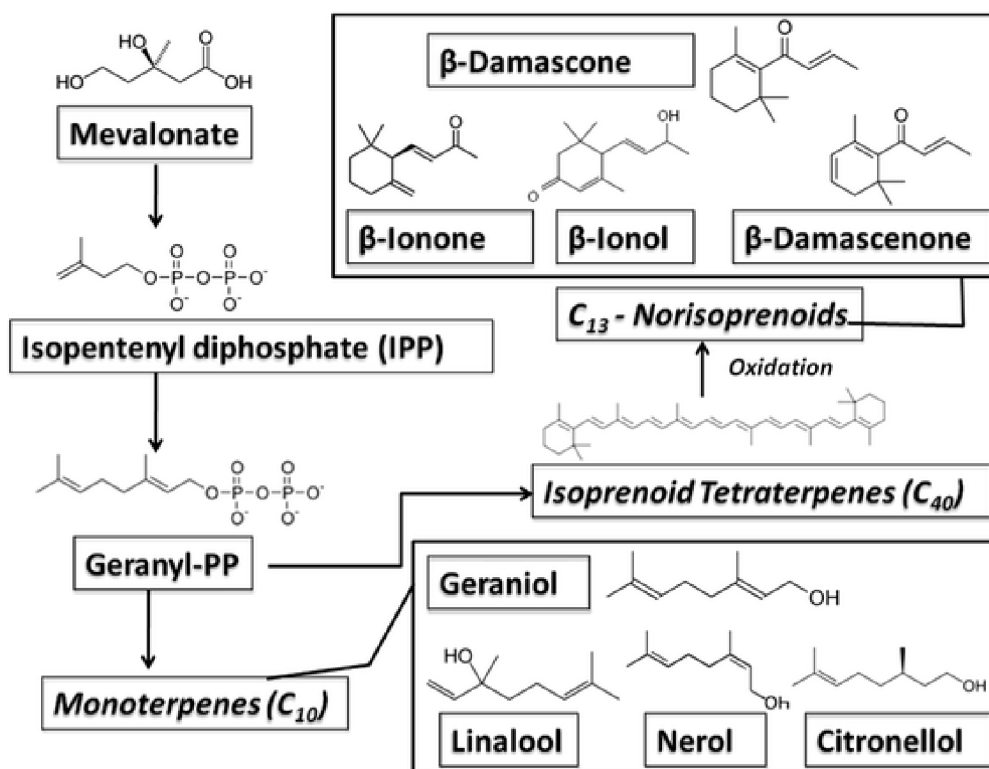 HO
HO
O
OH
Mevalonate
O
O
O
P
O
P
O-
O-
O-
Isopentenyl diphosphate (IPP)
O
O
O
P
O
P
O-
O-
O-
Geranyl-PP
Monoterpenes (C10)
β-Damascone
O
O
β-Ionone
OH
O
β-Ionol
O
β-Damascenone
C13 - Norisoprenoids
Oxidation
Isoprenoid Tetraterpenes (C40)
Geraniol
OH
HO
Linalool
Oh
Nerol
OH
Citronellol